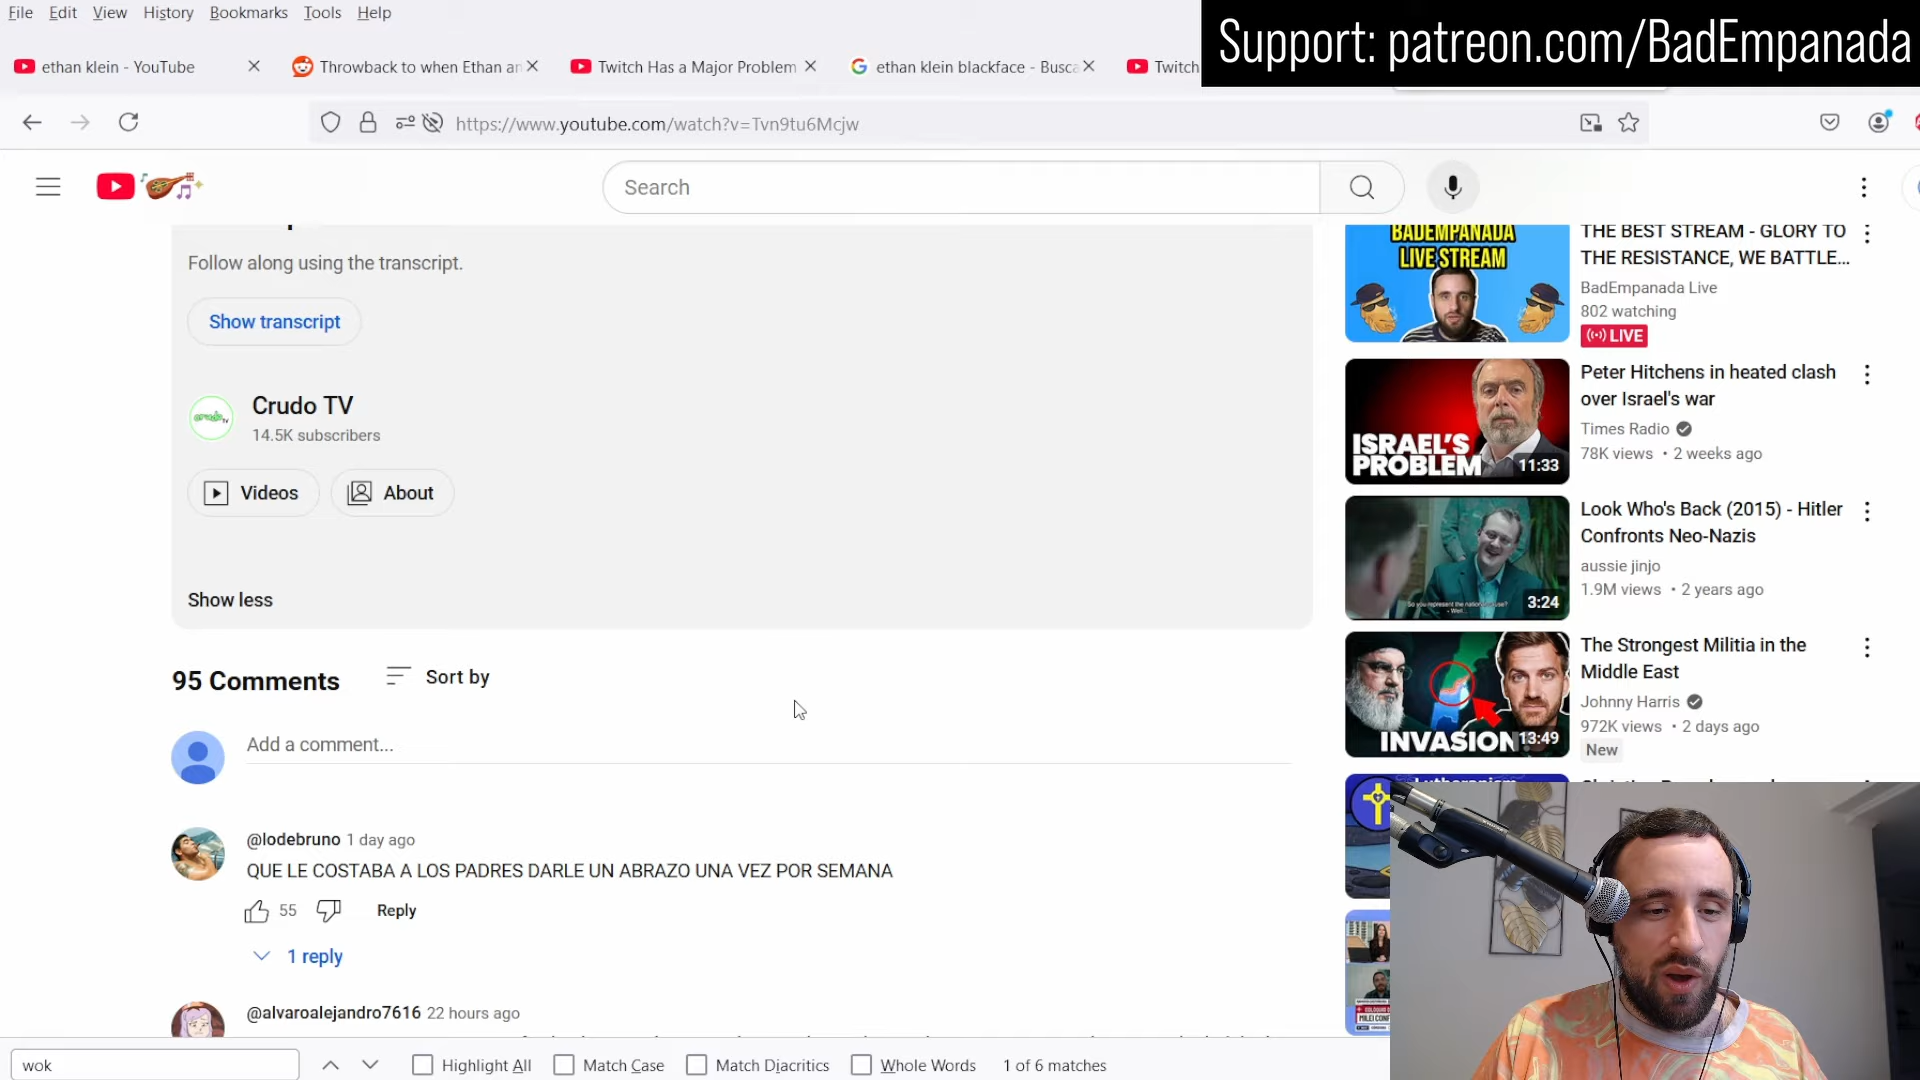 File Edit View History Bookmarks Tools Help
Support: patreon.com/BadEmpanada
ethan klein - YouTube
Throwback to when Ethan an
Twitch Has a Major Problem
ethan klein blackface - Busca
Twitch
https://www.youtube.com/watch?v=Tvn9tu6Mcjw
Search
Follow along using the transcript.
Show transcript
Crudo TV
14.5K subscribers
Videos
About
Show less
95 Comments
Sort by
Add a comment...
@lodebruno 1 day ago
QUE LE COSTABA A LOS PADRES DARLE UN ABRAZO UNA VEZ POR SEMANA
55
Reply
1 reply
@alvaroalejandro7616 22 hours ago
BADEMPANADA
LIVE STREAM
THE BEST STREAM - GLORY TO
THE RESISTANCE, WE BATTLE...
BadEmpanada Live
802 watching
LIVE
ISRAEL'S
PROBLEM
11:33
Peter Hitchens in heated clash
over Israel's war
Times Radio
78K views • 2 weeks ago
3:24
Look Who's Back (2015) - Hitler
Confronts Neo-Nazis
aussie jinjo
1.9M views • 2 years ago
INVASION
13:49
The Strongest Militia in the
Middle East
Johnny Harris
972K views • 2 days ago
New
wok
Highlight All
Match Case
Match Diacritics
Whole Words
1 of 6 matches